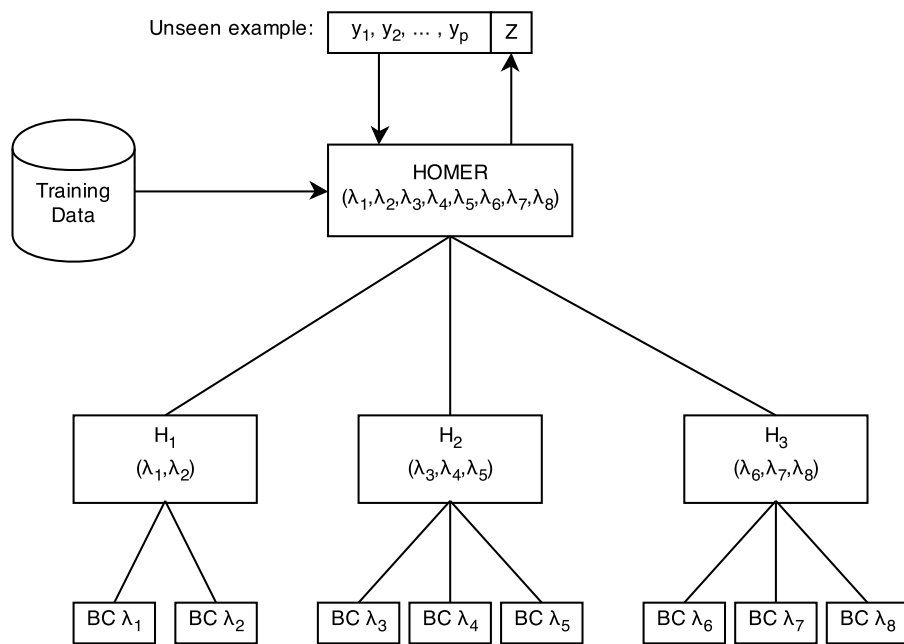 Unseen example: y₁, y₂, ... , yₚ Z
HOMER
(λ₁,λ₂,λ₃,λ₄,λ₅,λ₆,λ₇,λ₈)
Training
Data
H₁
(λ₁,λ₂)
H₂
(λ₃,λ₄,λ₅)
H₃
(λ₆,λ₇,λ₈)
BC λ₁
BC λ₂
BC λ₃
BC λ₄
BC λ₅
BC λ₆
BC λ₇
BC λ₈